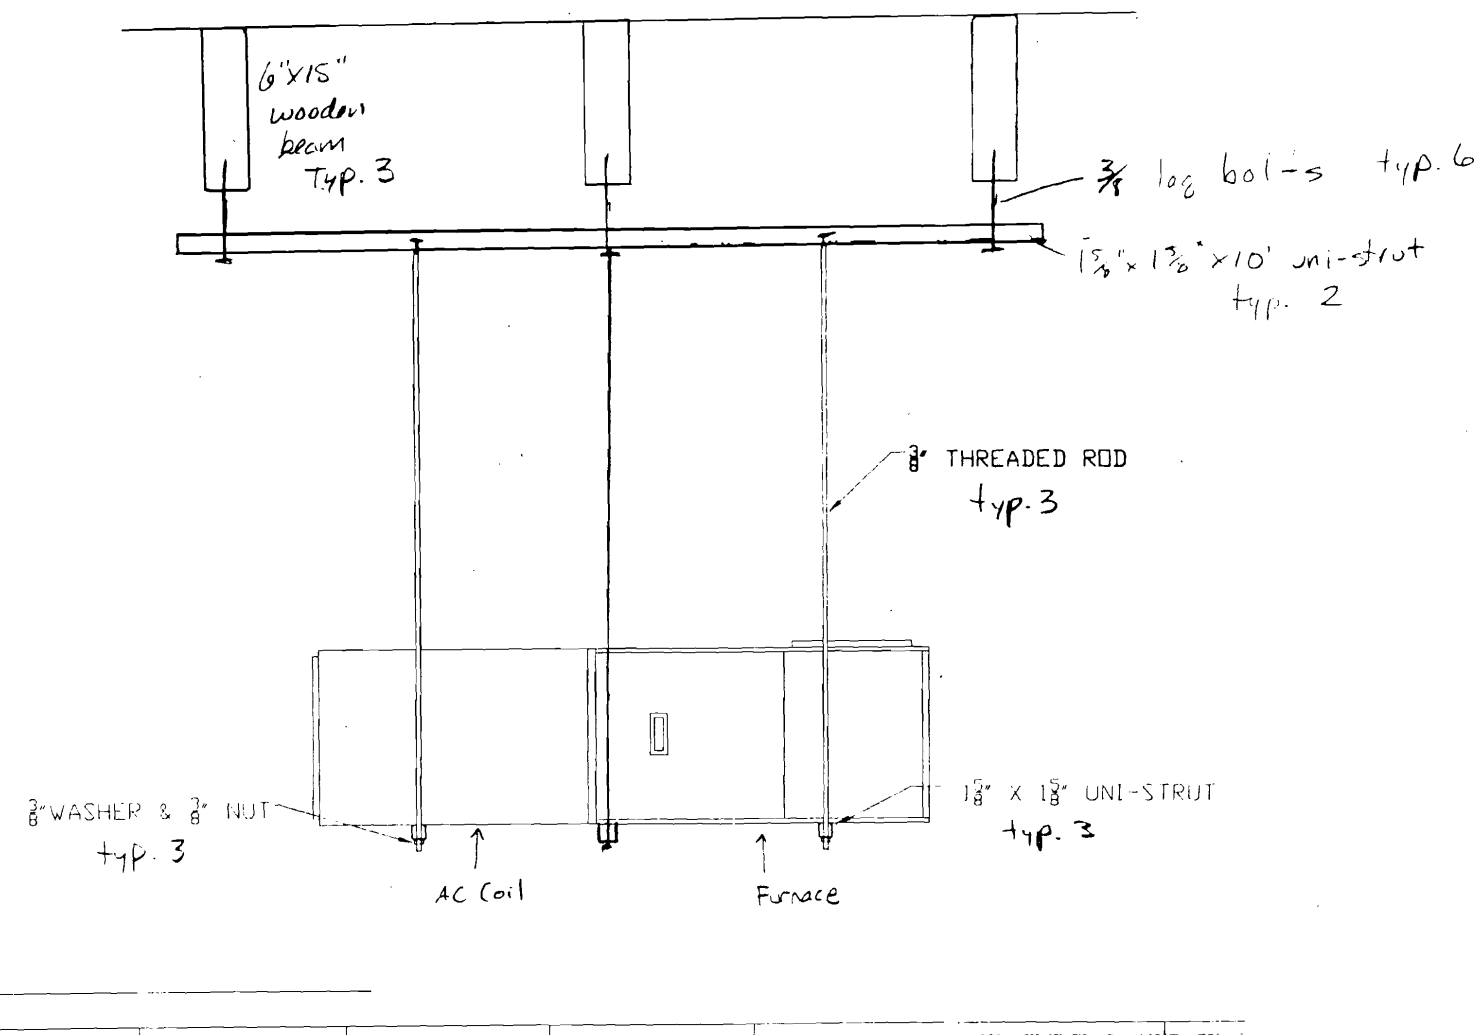 6"x15"
wooden
beam
Typ. 3
3/8 lag bolts typ. 6
1 5/8" x 1 5/8" x 10' uni-strut
typ. 2
3/8" THREADED ROD
typ. 3
3/8" WASHER & 3/8" NUT
typ. 3
1 5/8" X 1 5/8" UNI-STRUT
typ. 3
AC Coil
Furnace